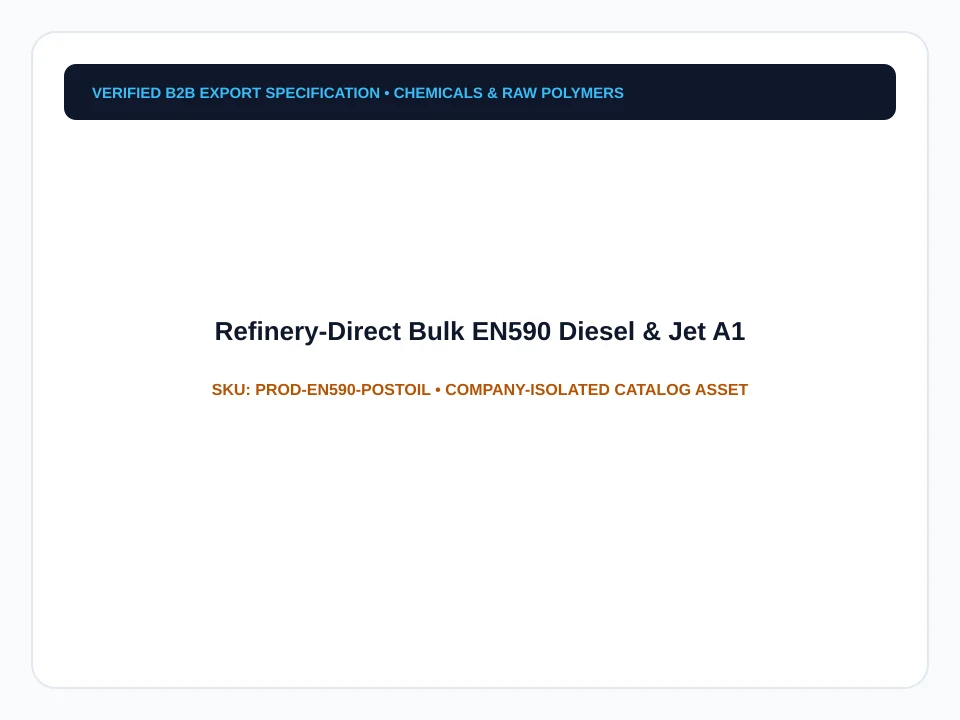 VERIFIED B2B EXPORT SPECIFICATION • CHEMICALS & RAW POLYMERS
Refinery-Direct Bulk EN590 Diesel & Jet A1
SKU: PROD-EN590-POSTOIL • COMPANY-ISOLATED CATALOG ASSET